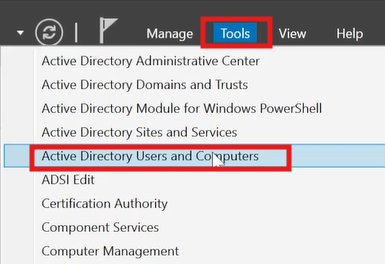 Manage Tools View Help
Active Directory Administrative Center
Active Directory Domains and Trusts
Active Directory Module for Windows PowerShell
Active Directory Sites and Services
Active Directory Users and Computers
ADSI Edit
Certification Authority
Component Services
Computer Management